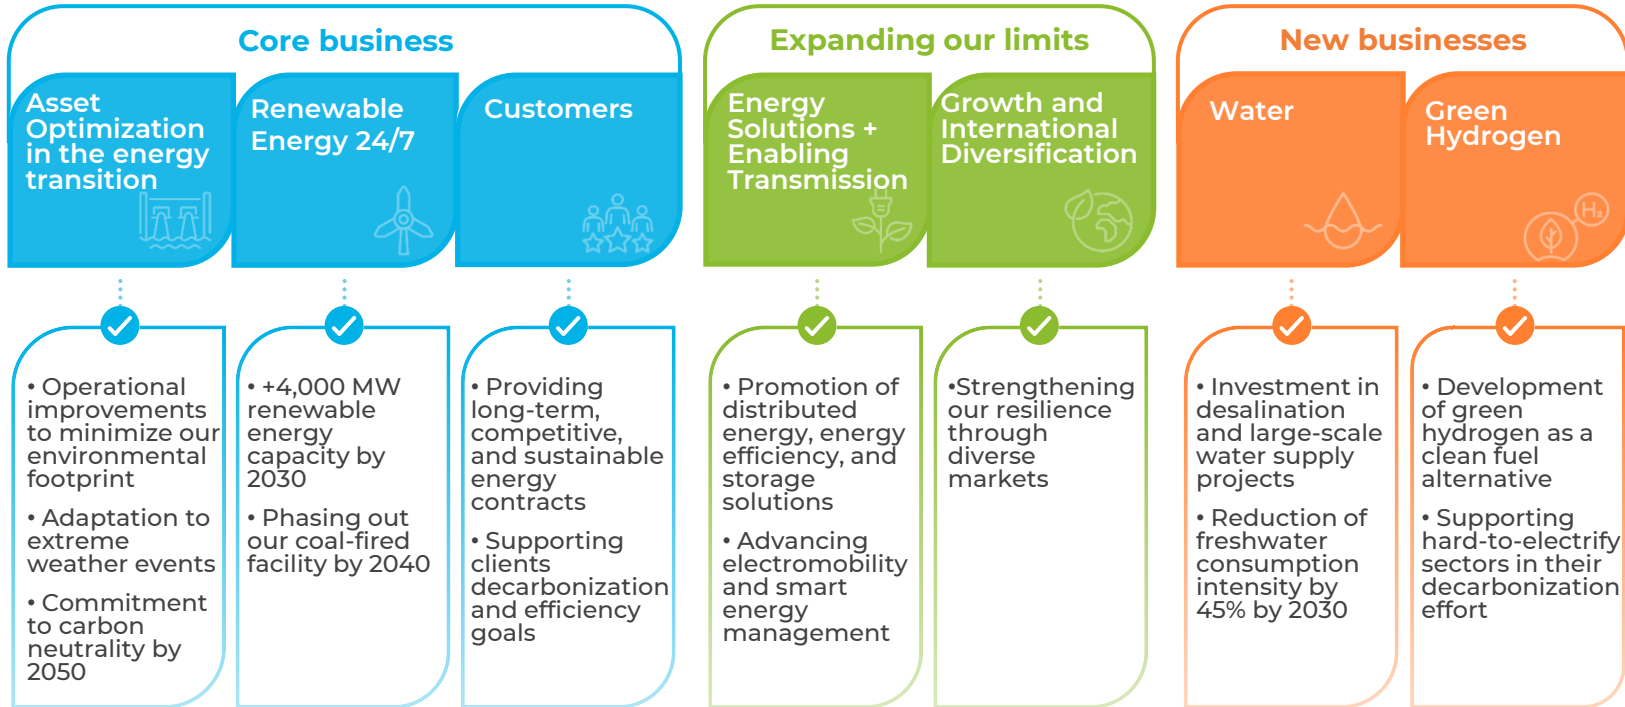 Core business
Asset
Optimization
in the energy
transition
Renewable
Energy 24/7
Customers
Expanding our limits
Energy
Solutions +
Enabling
Transmission
Growth and
International
Diversification
New businesses
Water
Green
Hydrogen
H₂
• Operational
improvements
to minimize our
environmental
footprint
• Adaptation to
extreme
weather events
• Commitment
to carbon
neutrality by
2050
• +4,000 MW
renewable
energy
capacity by
2030
• Phasing out
our coal-fired
facility by 2040
• Providing
long-term,
competitive,
and sustainable
energy
contracts
• Supporting
clients
decarbonization
and efficiency
goals
• Promotion of
distributed
energy, energy
efficiency, and
storage
solutions
• Advancing
electromobility
and smart
energy
management
•Strengthening
our resilience
through
diverse
markets
• Investment in
desalination
and large-scale
water supply
projects
• Reduction of
freshwater
consumption
intensity by
45% by 2030
• Development
of green
hydrogen as a
clean fuel
alternative
• Supporting
hard-to-electrify
sectors in their
decarbonization
effort